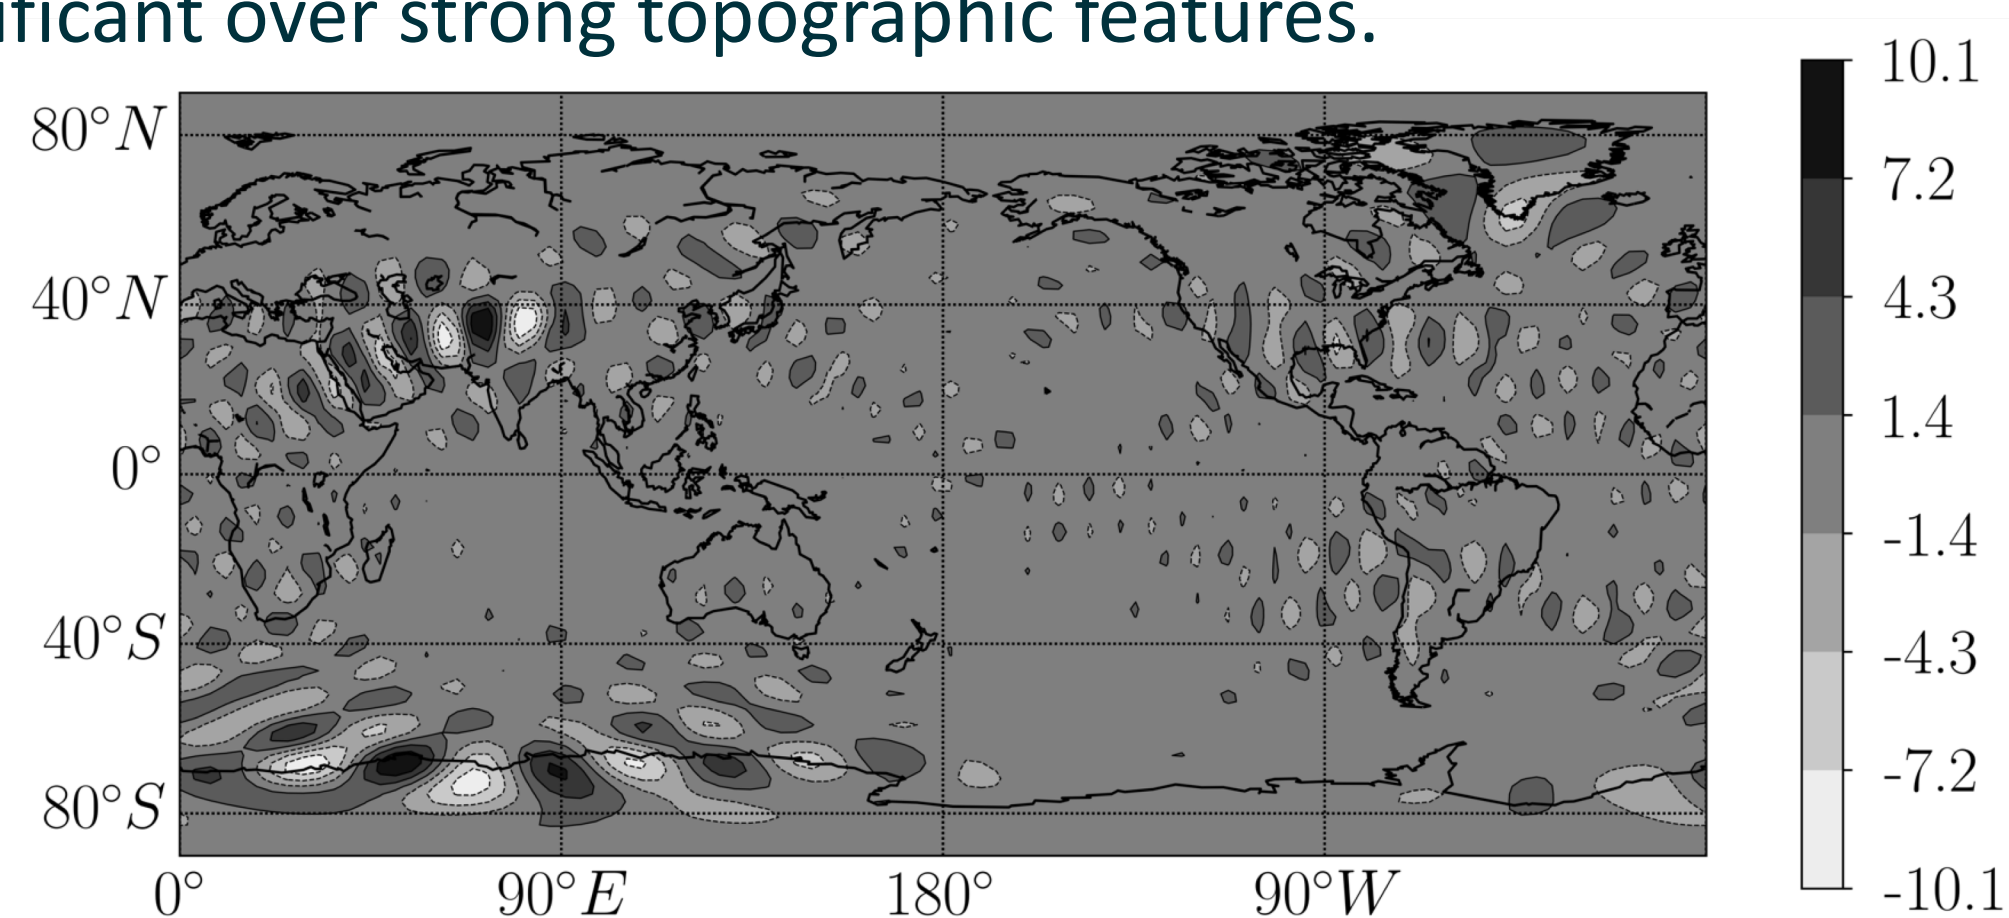 ificant over strong topographic features.
10.1
7.2
4.3
1.4
-1.4
-4.3
-7.2
-10.1
80°N
40°N
0°
40°S
80°S
0° 90°E 180° 90°W